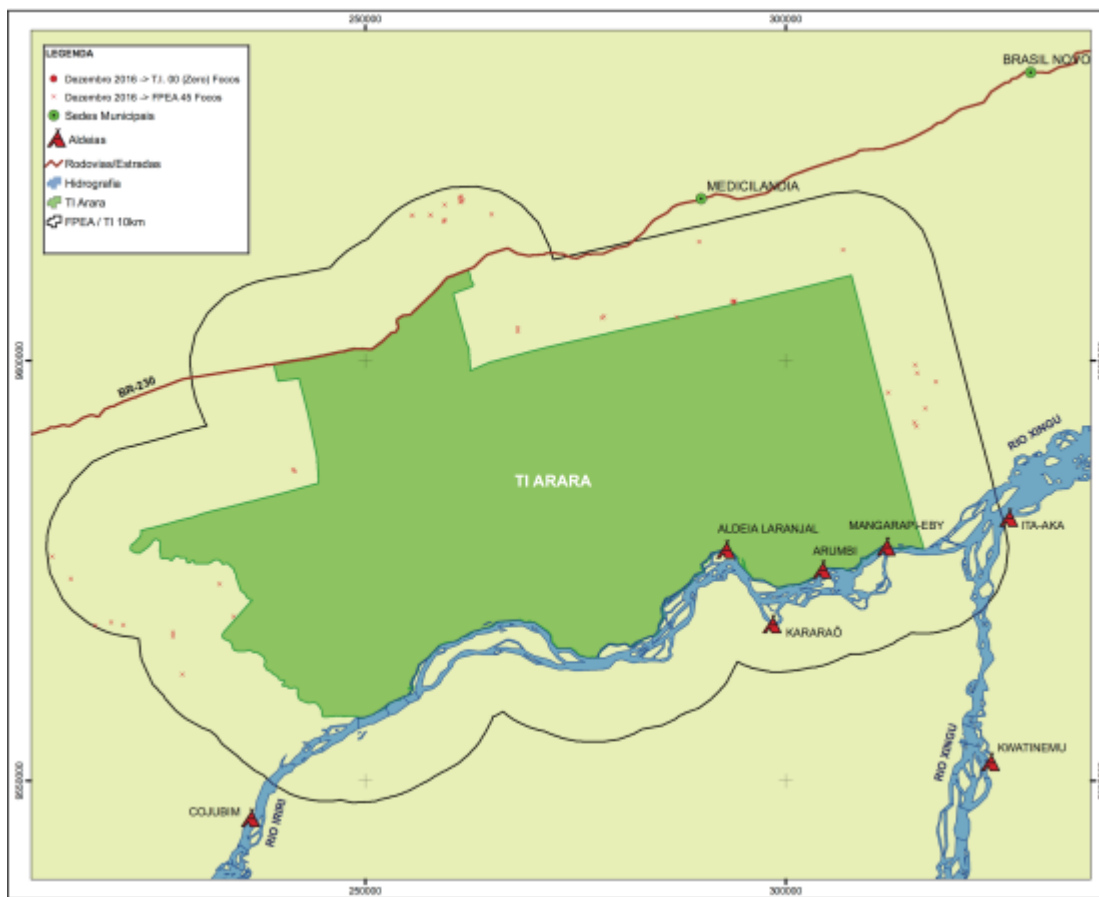 250000
300000
LEGENDA
Dezembro 2016 -> T.I. 00 (Zero) Focos
Dezembro 2016 -> FPEA 45 Focos
Sedes Municipais
Aldeias
Rodovias/Estradas
Hidrografia
TI Arara
FPEA / TI 10km
BRASIL NOVO
MEDICILANDIA
BR-230
RIO XINGU
TI ARARA
ALDEIA LARANJAL
MANGARAPI-EBY
ITA-AKA
ARUMBI
KARARAÔ
KWATINEMU
RIO XINGU
COJUBIM
RIO IRIRI
250000
300000